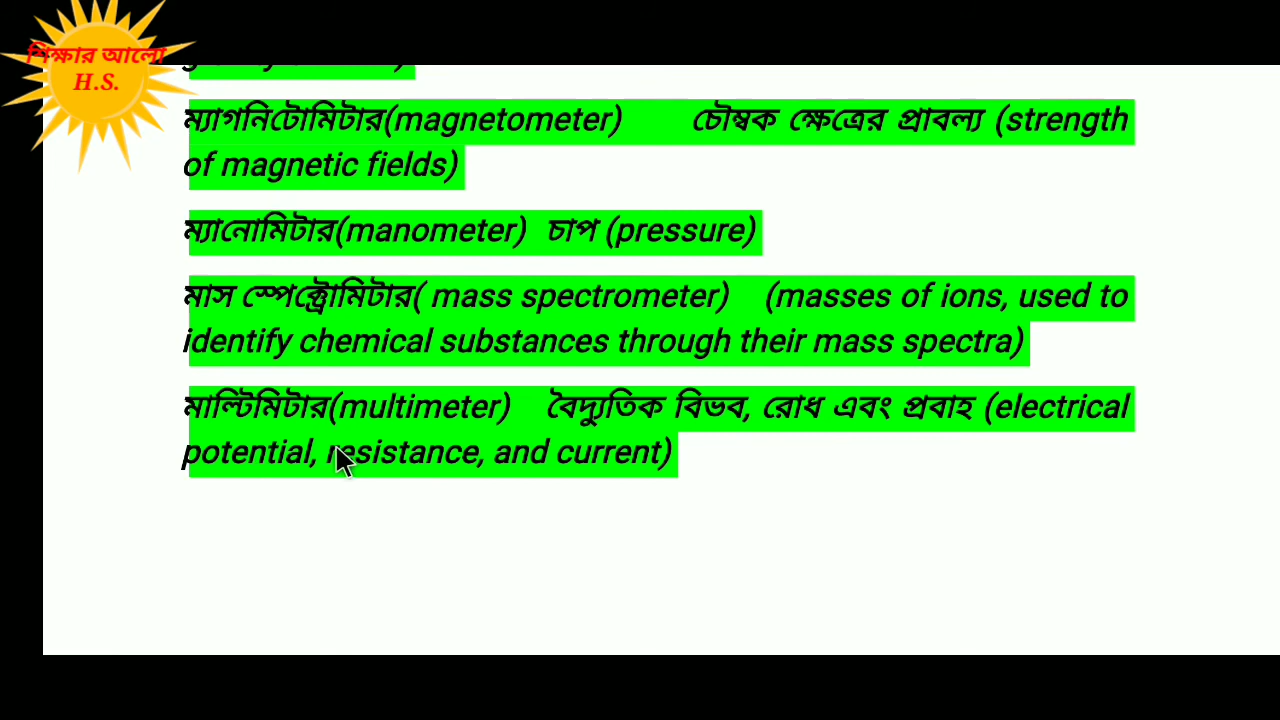 শিক্ষার আলো
H.S.
ম্যাগনিটোমিটার(magnetometer) চৌম্বক ক্ষেত্রের প্রাবল্য (strength
of magnetic fields)
ম্যানোমিটার(manometer) চাপ (pressure)
মাস স্পেক্ট্রোমিটার( mass spectrometer) (masses of ions, used to
identify chemical substances through their mass spectra)
মাল্টিমিটার(multimeter) বৈদ্যুতিক বিভব, রোধ এবং প্রবাহ (electrical
potential, resistance, and current)